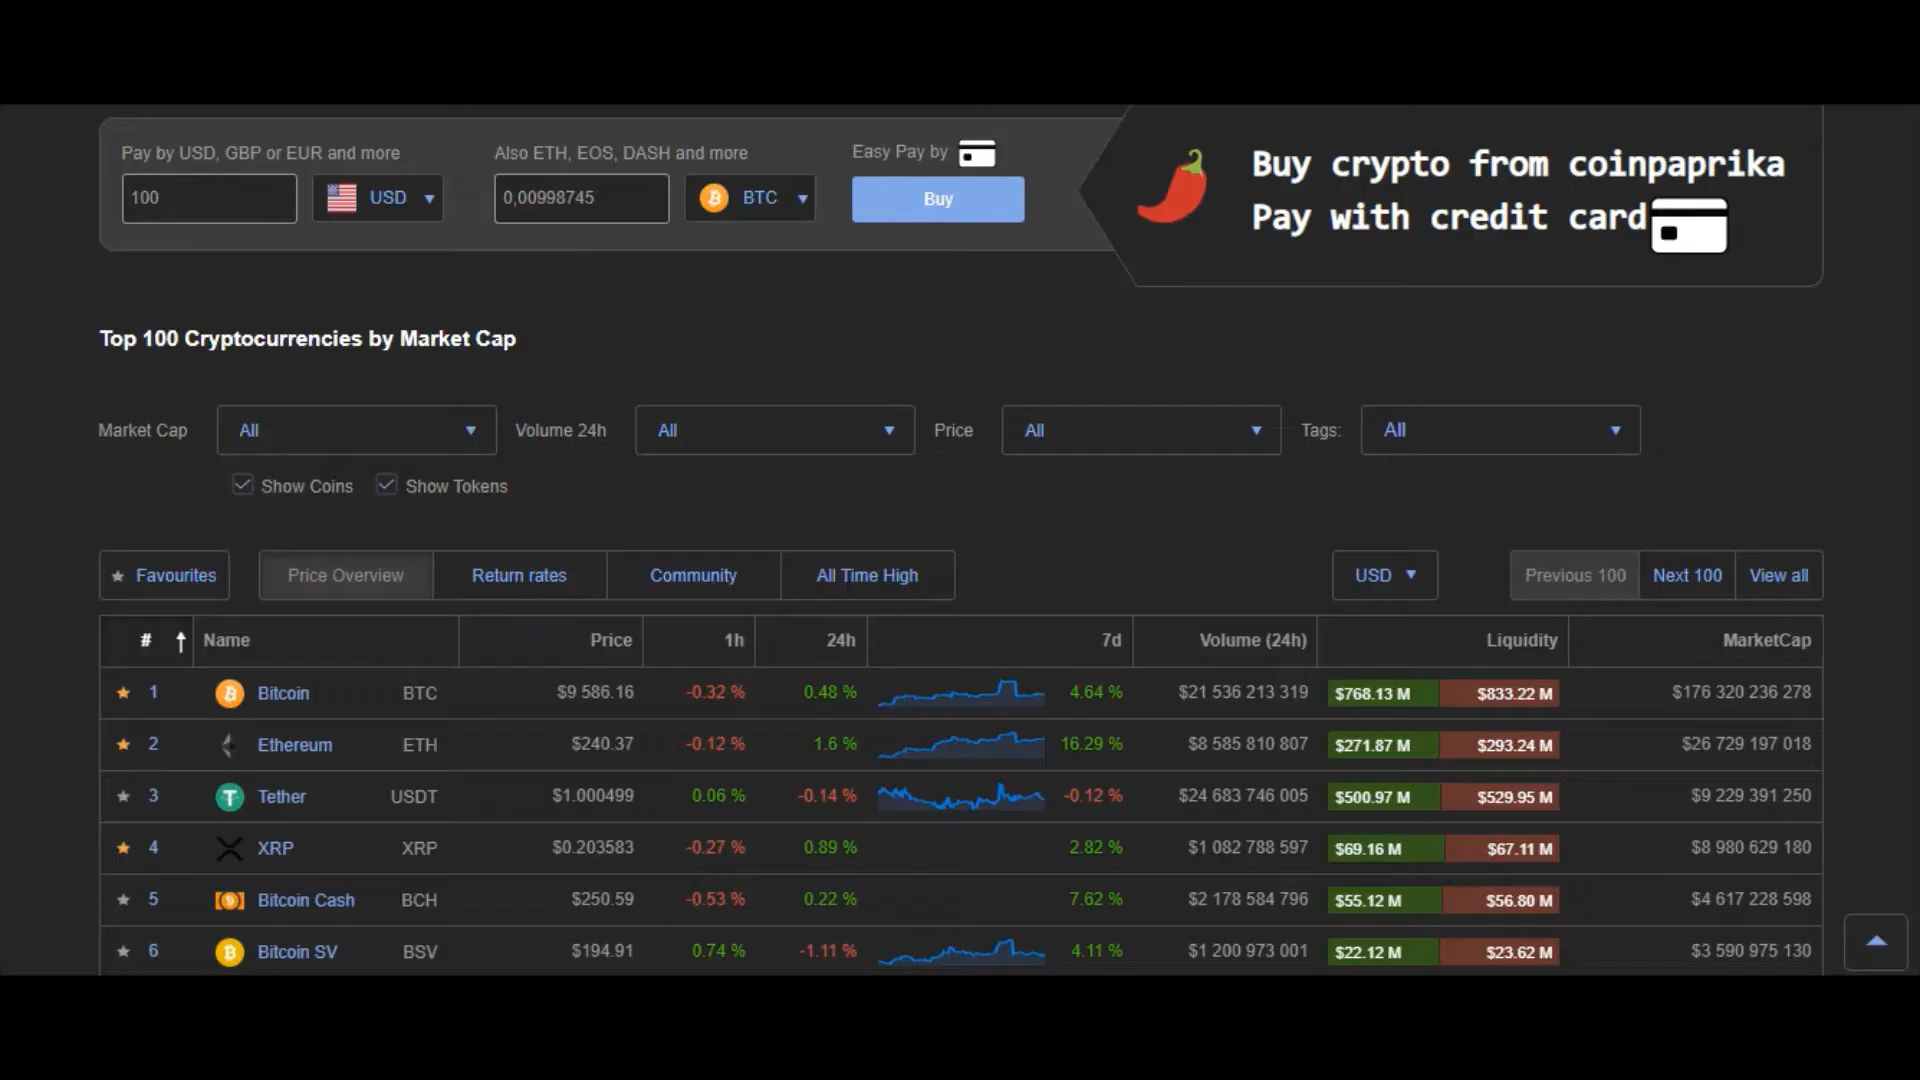 Pay by USD, GBP or EUR and more
Also ETH, EOS, DASH and more
Easy Pay by
100
USD
0,00998745
BTC
Buy
Buy crypto from coinpaprika
Pay with credit card
Top 100 Cryptocurrencies by Market Cap
Market Cap All Volume 24h All Price All Tags: All
Show Coins Show Tokens
Favourites Price Overview Return rates Community All Time High USD Previous 100 Next 100 View all
# Name Price 1h 24h 7d Volume (24h) Liquidity MarketCap
1 Bitcoin BTC $9 586.16 -0.32 % 0.48 % 4.64 % $21 536 213 319 $768.13 M $833.22 M $176 320 236 278
2 Ethereum ETH $240.37 -0.12 % 1.6 % 16.29 % $8 585 810 807 $271.87 M $293.24 M $26 729 197 018
3 Tether USDT $1.000499 0.06 % -0.14 % -0.12 % $24 683 746 005 $500.97 M $529.95 M $9 229 391 250
4 XRP XRP $0.203583 -0.27 % 0.89 % 2.82 % $1 082 788 597 $69.16 M $67.11 M $8 980 629 180
5 Bitcoin Cash BCH $250.59 -0.53 % 0.22 % 7.62 % $2 178 584 796 $55.12 M $56.80 M $4 617 228 598
6 Bitcoin SV BSV $194.91 0.74 % -1.11 % 4.11 % $1 200 973 001 $22.12 M $23.62 M $3 590 975 130